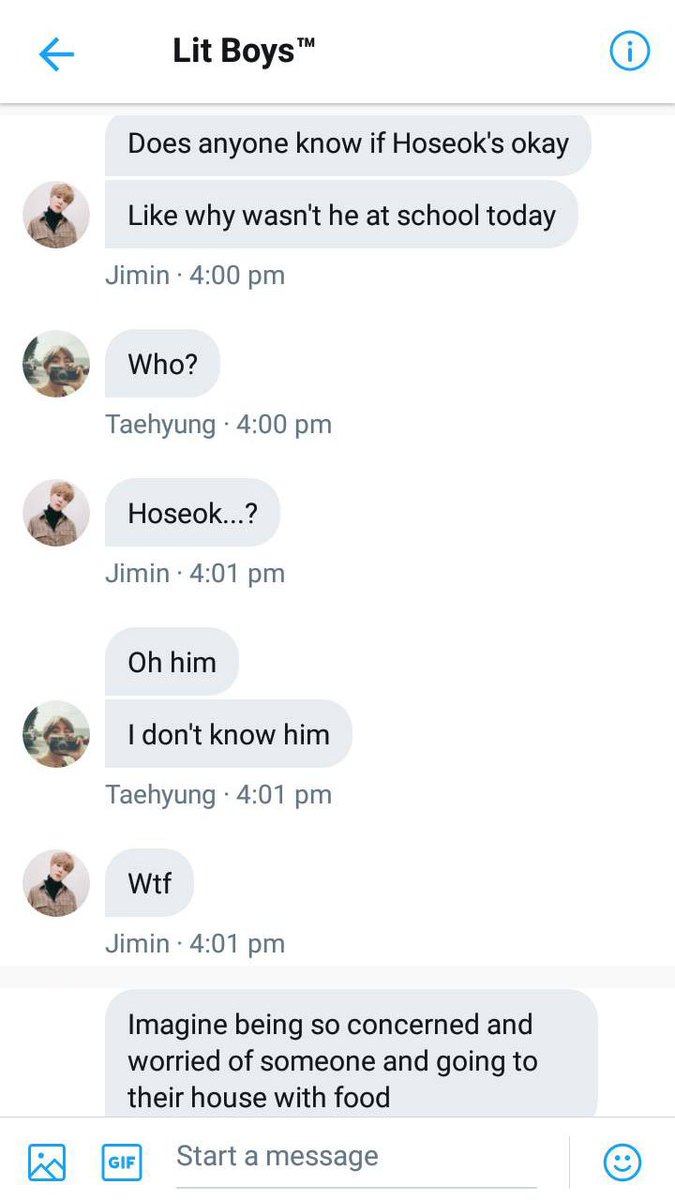 Lit Boys™
Does anyone know if Hoseok's okay
Like why wasn't he at school today
Jimin · 4:00 pm
Who?
Taehyung · 4:00 pm
Hoseok...?
Jimin · 4:01 pm
Oh him
I don't know him
Taehyung · 4:01 pm
Wtf
Jimin · 4:01 pm
Imagine being so concerned and
worried of someone and going to
their house with food
GIF
Start a message